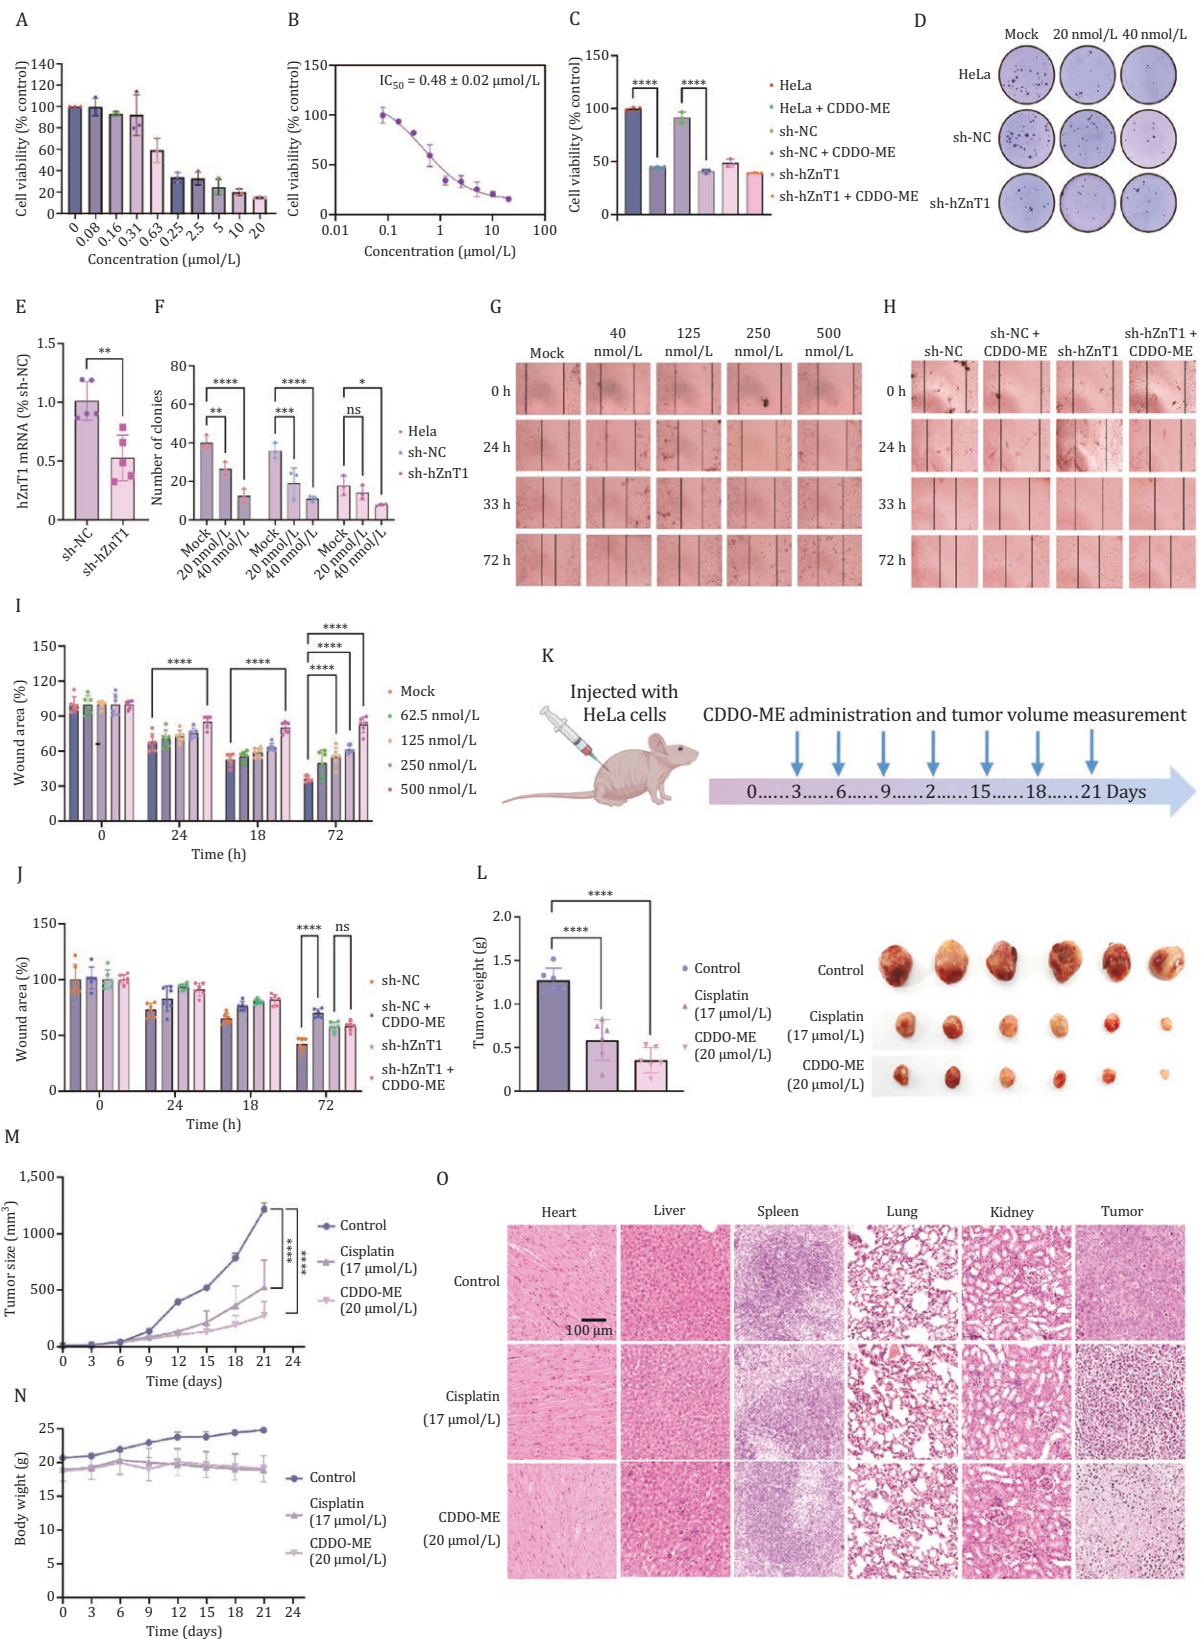 A
Cell viability (% control)
140
120
100
80
60
40
20
0
0
0.08
0.16
0.31
0.63
0.25
2.5
5
10
20
Concentration (μmol/L)
B
Cell viability (% control)
IC50 = 0.48 ± 0.02 μmol/L
150
100
50
0
0.01
0.1
1
10
100
Concentration (μmol/L)
C
Cell viability (% control)
150
100
50
0
****
****
HeLa
HeLa + CDDO-ME
sh-NC
sh-NC + CDDO-ME
sh-hZnT1
sh-hZnT1 + CDDO-ME
D
Mock 20 nmol/L 40 nmol/L
HeLa
sh-NC
sh-hZnT1
E
hZnT1 mRNA (% sh-NC)
1.5
1.0
0.5
0
**
sh-NC
sh-hZnT1
F
Number of clonies
80
60
40
20
0
****
**
****
***
*
ns
Hela
sh-NC
sh-hZnT1
Mock
20 nmol/L
40 nmol/L
Mock
20 nmol/L
40 nmol/L
Mock
20 nmol/L
40 nmol/L
G
40 125 250 500
Mock nmol/L nmol/L nmol/L nmol/L
0 h
24 h
33 h
72 h
H
sh-NC + sh-hZnT1 +
sh-NC CDDO-ME sh-hZnT1 CDDO-ME
0 h
24 h
33 h
72 h
I
Wound area (%)
150
120
90
60
30
0
****
****
****
****
****
0
24
18
72
Time (h)
Mock
62.5 nmol/L
125 nmol/L
250 nmol/L
500 nmol/L
K
Injected with
HeLa cells
CDDO-ME administration and tumor volume measurement
0......3......6......9......2......15......18......21 Days
J
Wound area (%)
150
100
50
0
****
ns
0
24
18
72
Time (h)
sh-NC
sh-NC +
CDDO-ME
sh-hZnT1
sh-hZnT1 +
CDDO-ME
L
Tumor weight (g)
2.0
1.5
1.0
0.5
0
****
****
Control
Cisplatin
(17 μmol/L)
CDDO-ME
(20 μmol/L)
Control
Cisplatin
(17 μmol/L)
CDDO-ME
(20 μmol/L)
M
Tumor size (mm3)
1,500
1000
500
0
0 3 6 9 12 15 18 21 24
Time (days)
****
****
Control
Cisplatin
(17 μmol/L)
CDDO-ME
(20 μmol/L)
N
Body wight (g)
25
20
15
10
5
0
0 3 6 9 12 15 18 21 24
Time (days)
Control
Cisplatin
(17 μmol/L)
CDDO-ME
(20 μmol/L)
O
Heart Liver Spleen Lung Kidney Tumor
Control
100 μm
Cisplatin
(17 μmol/L)
CDDO-ME
(20 μmol/L)